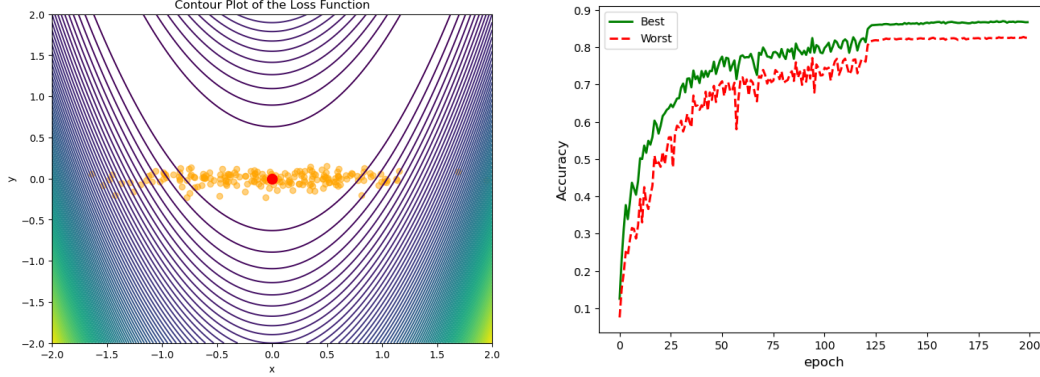 Contour Plot of the Loss Function
2.0
1.5
1.0
0.5
0.0
−0.5
−1.0
−1.5
−2.0
y
−2.0 −1.5 −1.0 −0.5 0.0 0.5 1.0 1.5 2.0
x
0.9
0.8
0.7
0.6
0.5
0.4
0.3
0.2
0.1
Accuracy
Best
Worst
0 25 50 75 100 125 150 175 200
epoch